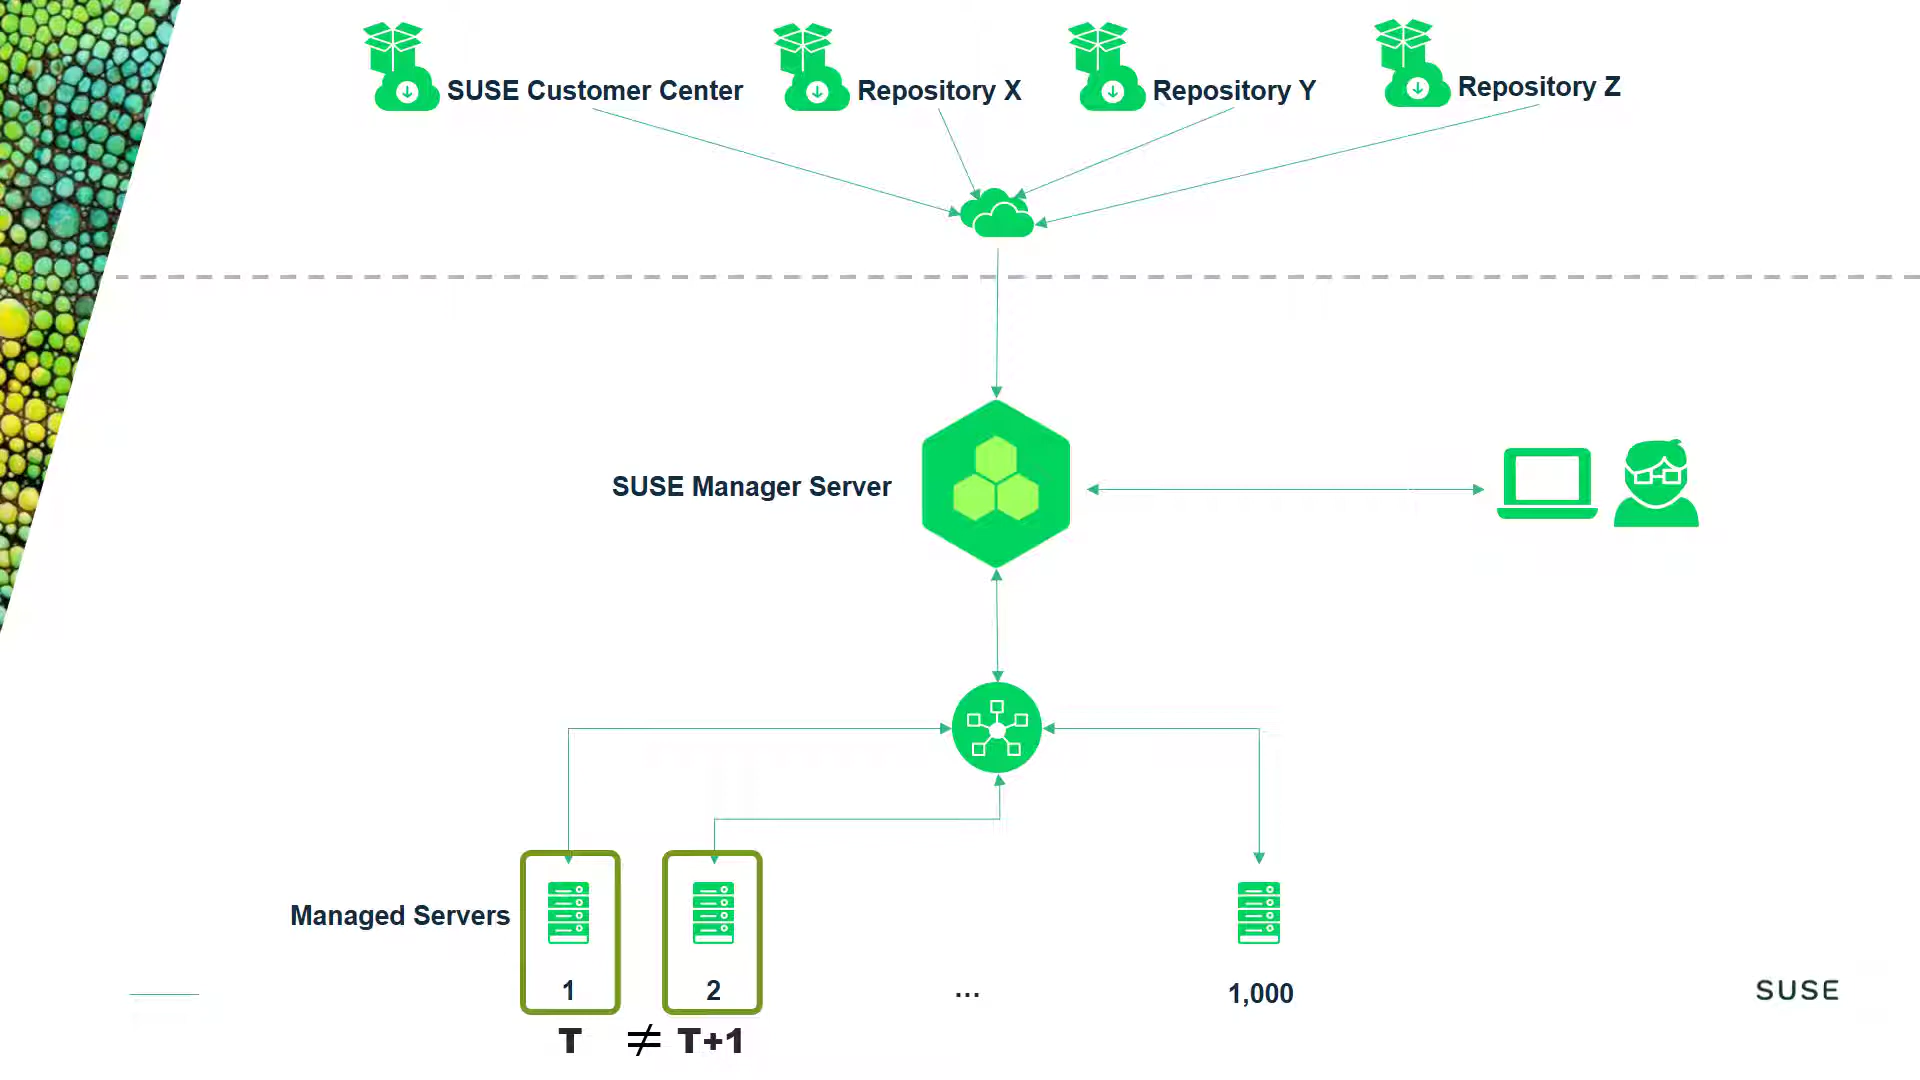 SUSE Customer Center
Repository X
Repository Y
Repository Z
SUSE Manager Server
Managed Servers
1
2
...
1,000
T ≠ T+1
SUSE